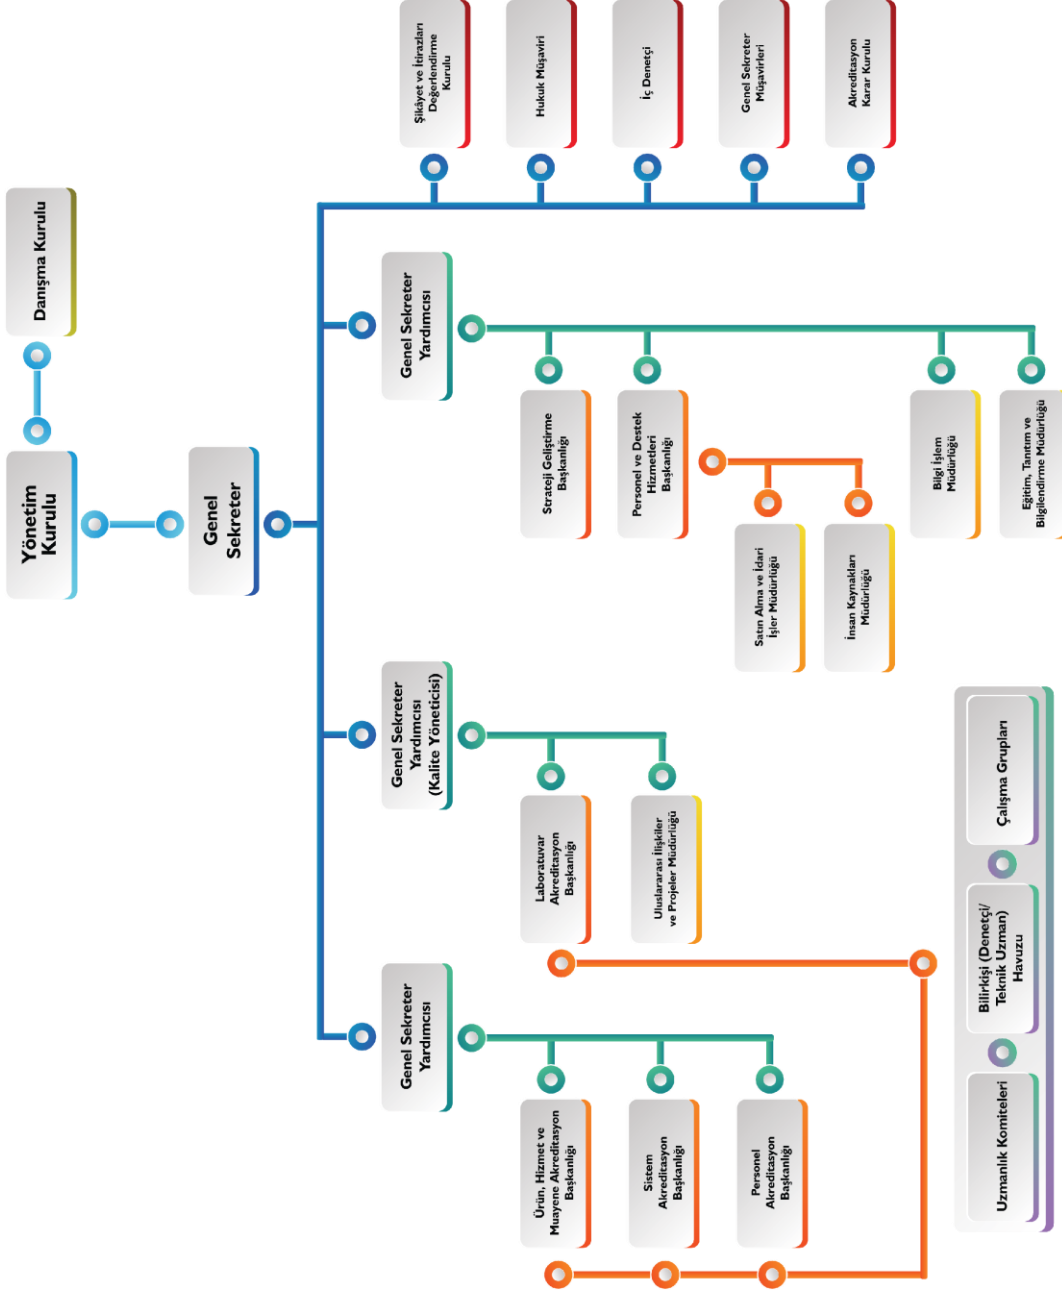 Yönetim
Kurulu
Danışma Kurulu
Genel
Sekreter
Genel Sekreter
Yardımcısı
Genel Sekreter
Yardımcısı
(Kalite Yöneticisi)
Genel Sekreter
Yardımcısı
Şikâyet ve İtirazları
Değerlendirme
Kurulu
Hukuk Müşaviri
İç Denetçi
Genel Sekreter
Müşavirleri
Akreditasyon
Karar Kurulu
Ürün, Hizmet ve
Muayene Akreditasyon
Başkanlığı
Sistem
Akreditasyon
Başkanlığı
Personel
Akreditasyon
Başkanlığı
Laboratuvar
Akreditasyon
Başkanlığı
Uluslararası İlişkiler
ve Projeler Müdürlüğü
Strateji Geliştirme
Başkanlığı
Personel ve Destek
Hizmetleri
Başkanlığı
Satın Alma ve İdari
İşler Müdürlüğü
İnsan Kaynakları
Müdürlüğü
Bilgi İşlem
Müdürlüğü
Eğitim, Tanıtım ve
Bilgilendirme Müdürlüğü
Uzmanlık Komiteleri
Bilirkişi (Denetçi/
Teknik Uzman)
Havuzu
Çalışma Grupları